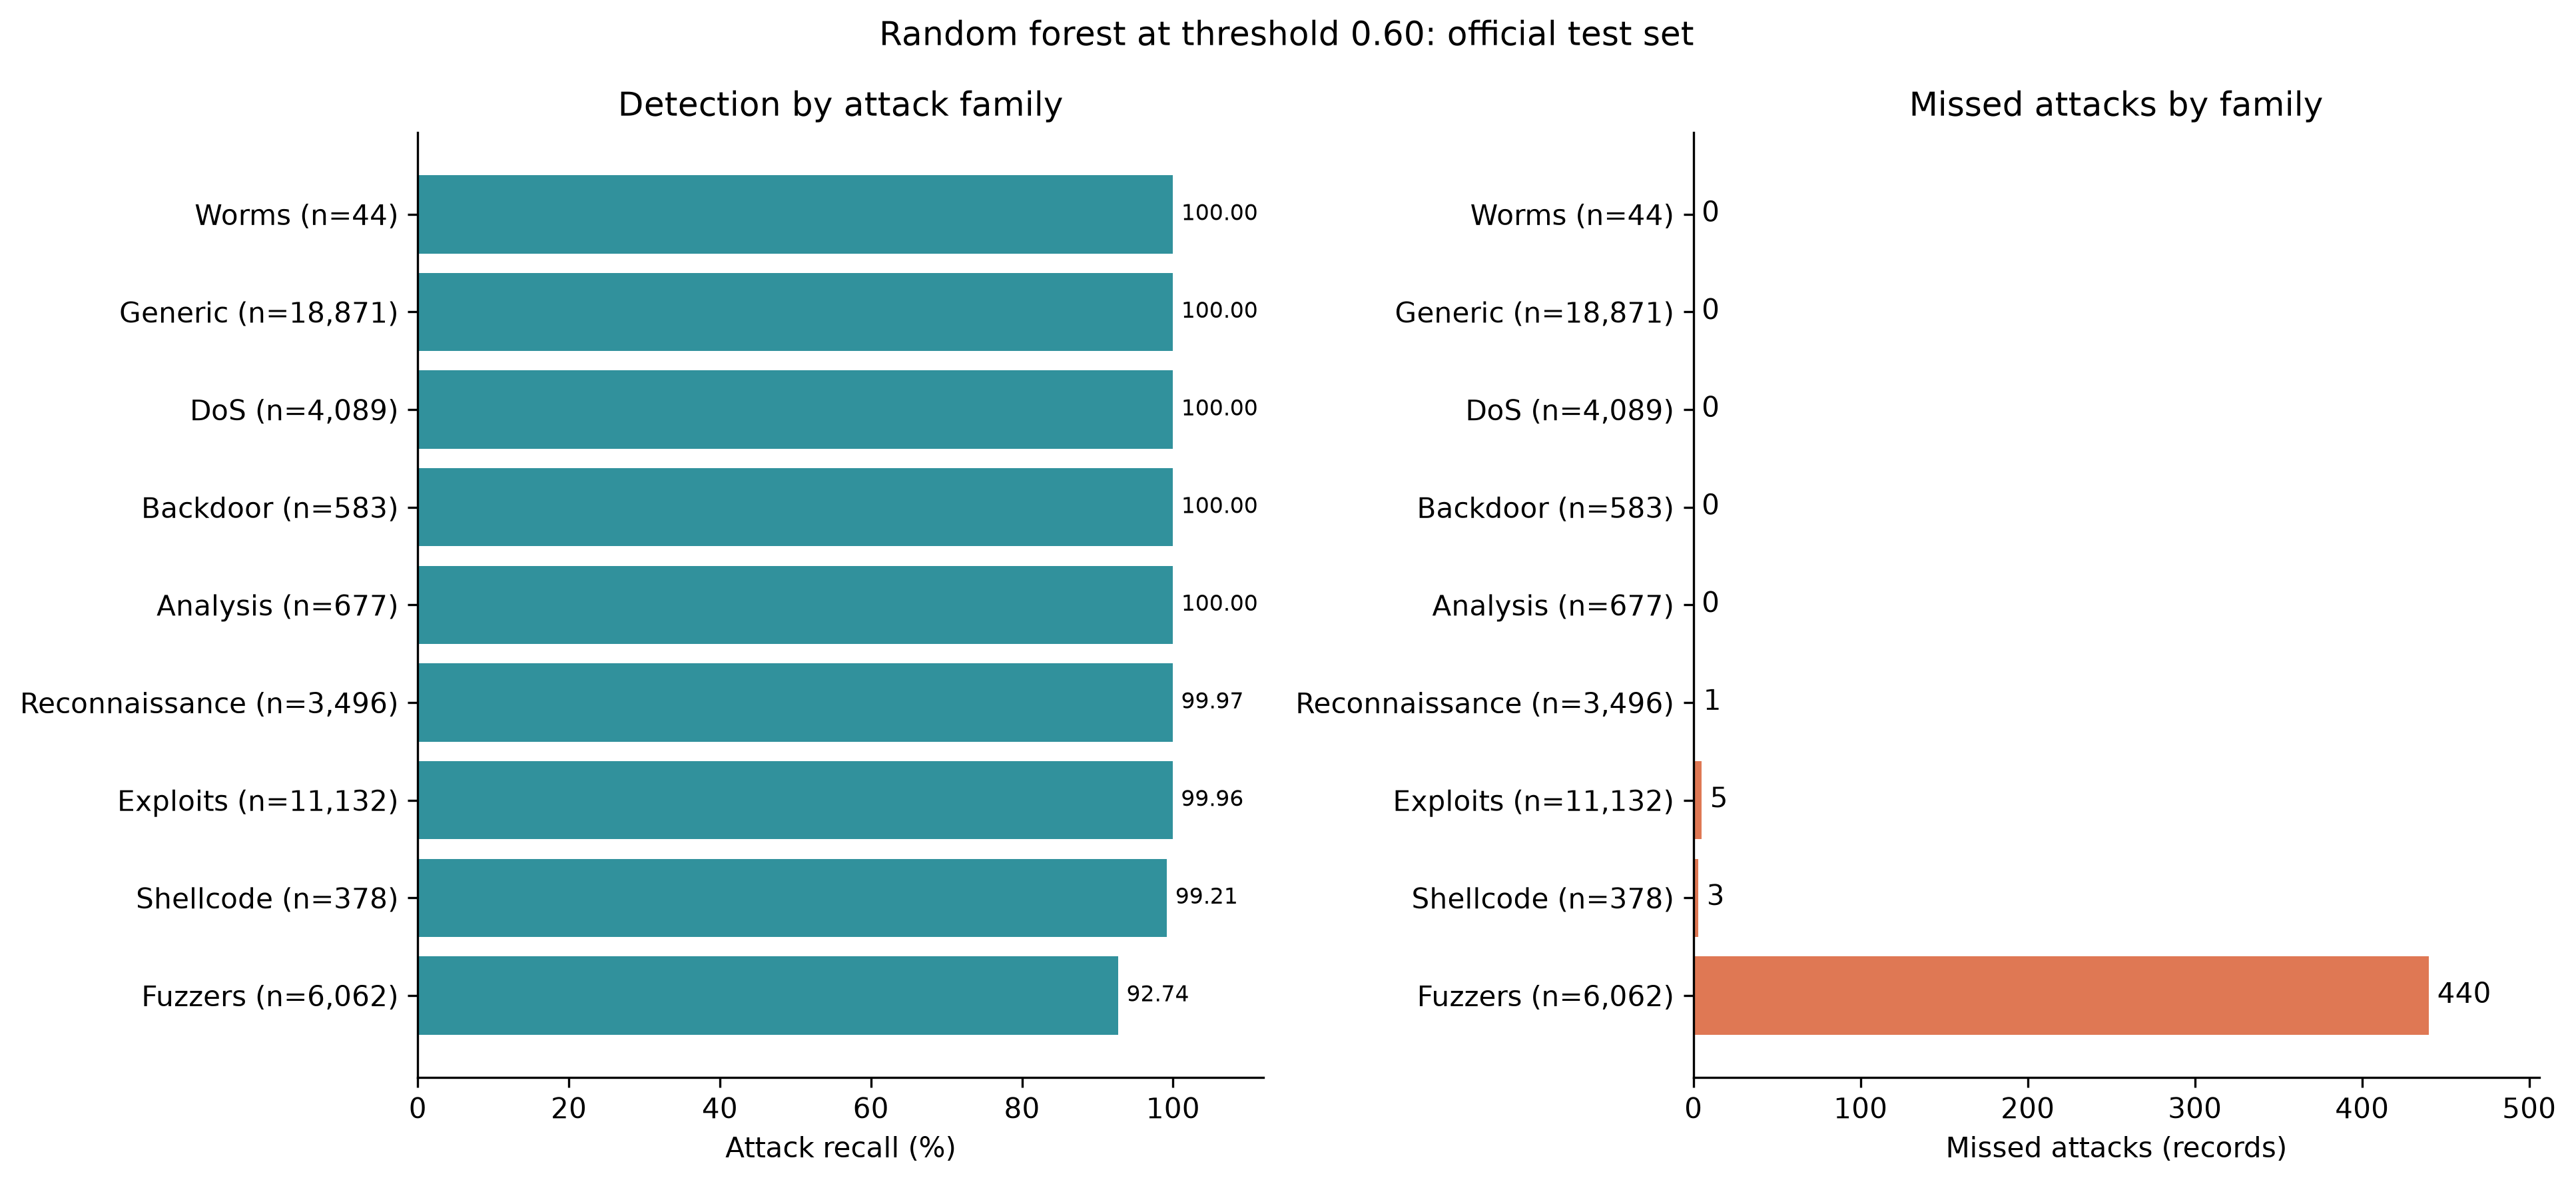 Random forest at threshold 0.60: official test set
Detection by attack family
Worms (n=44) 100.00
Generic (n=18,871) 100.00
DoS (n=4,089) 100.00
Backdoor (n=583) 100.00
Analysis (n=677) 100.00
Reconnaissance (n=3,496) 99.97
Exploits (n=11,132) 99.96
Shellcode (n=378) 99.21
Fuzzers (n=6,062) 92.74
0 20 40 60 80 100
Attack recall (%)
Missed attacks by family
Worms (n=44) 0
Generic (n=18,871) 0
DoS (n=4,089) 0
Backdoor (n=583) 0
Analysis (n=677) 0
Reconnaissance (n=3,496) 1
Exploits (n=11,132) 5
Shellcode (n=378) 3
Fuzzers (n=6,062) 440
0 100 200 300 400 500
Missed attacks (records)